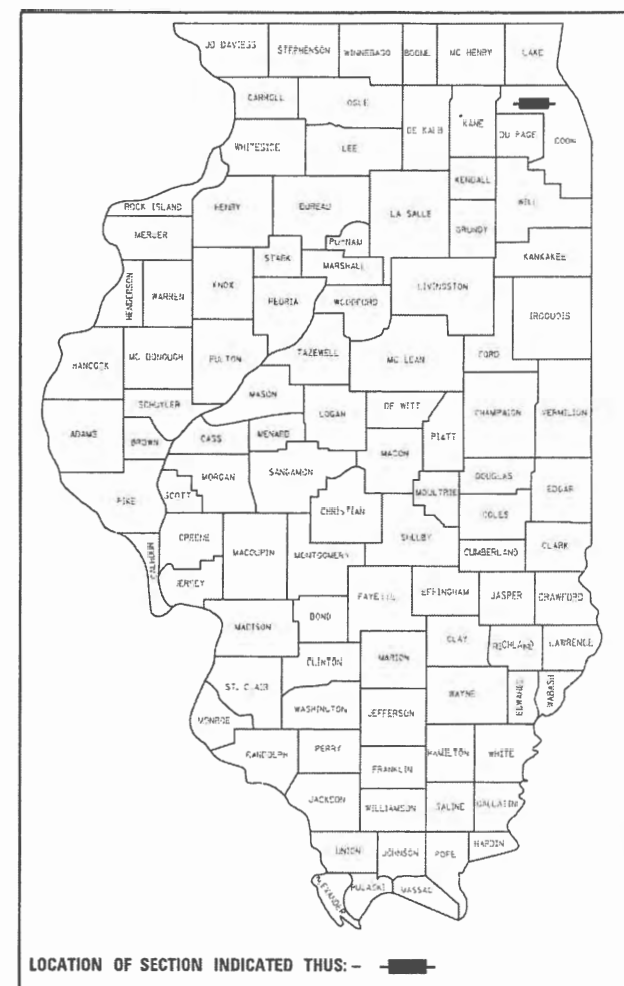 JO DAVIESS STEPHENSON WINNEBAGO BOONE MC HENRY LAKE
CARROLL OGLE DE KALB KANE DU PAGE COOK
WHITESIDE LEE
ROCK ISLAND HENRY BUREAU LA SALLE KENDALL WILL
MERCER PUTNAM GRUNDY
STARK MARSHALL KANKAKEE
HENDERSON WARREN KNOX PEORIA WOODFORD LIVINGSTON IROQUOIS
HANCOCK MC DONOUGH FULTON TAZEWELL MC LEAN FORD
MASON
SCHUYLER LOGAN DE WITT CHAMPAIGN VERMILION
ADAMS BROWN CASS MENARD MACON PIATT
MORGAN SANGAMON DOUGLAS
PIKE SCOTT CHRISTIAN MOULTRIE COLES EDGAR
CALHOUN GREENE MACOUPIN MONTGOMERY SHELBY CUMBERLAND CLARK
JERSEY FAYETTE EFFINGHAM JASPER CRAWFORD
MADISON BOND CLAY RICHLAND LAWRENCE
CLINTON MARION
ST. CLAIR WASHINGTON JEFFERSON WAYNE EDWARDS WABASH
MONROE
RANDOLPH PERRY HAMILTON WHITE
FRANKLIN
JACKSON WILLIAMSON SALINE GALLATIN
UNION JOHNSON POPE HARDIN
ALEXANDER PULASKI MASSAC
LOCATION OF SECTION INDICATED THUS: -